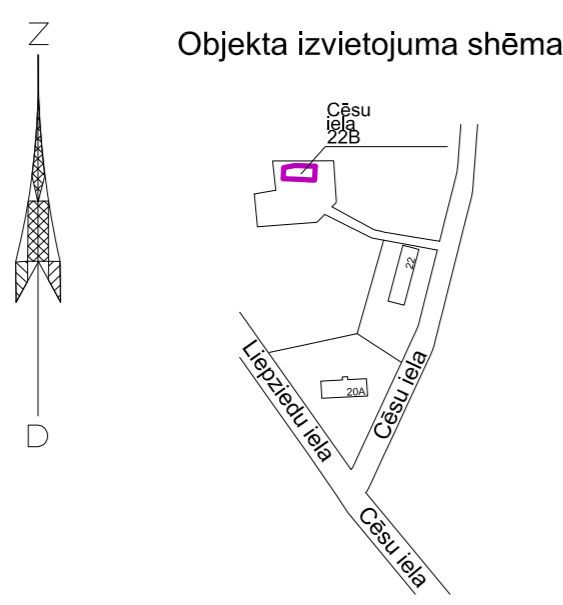 Z
Objekta izvietojuma shēma
Cēsu
iela
22B
22
Liepziedu iela
20A
Cēsu iela
Cēsu iela
D